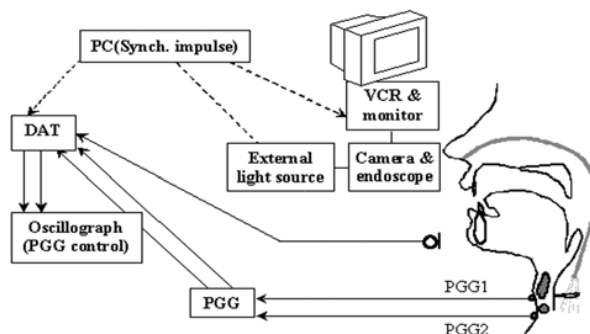 PC(Synch. impulse)
VCR &
monitor
DAT
External
light source
Camera &
endoscope
Oscillograph
(PGG control)
PGG
PGG1
PGG2